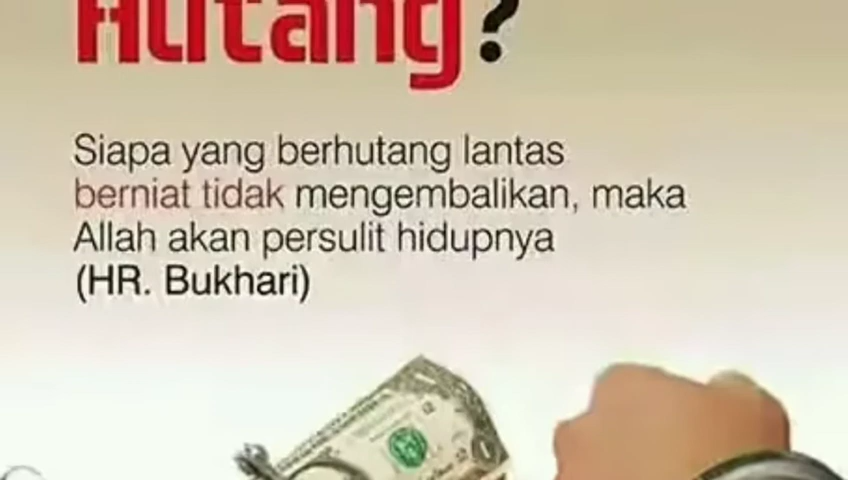 Hutang?
Siapa yang berhutang lantas
berniat tidak mengembalikan, maka
Allah akan persulit hidupnya
(HR. Bukhari)